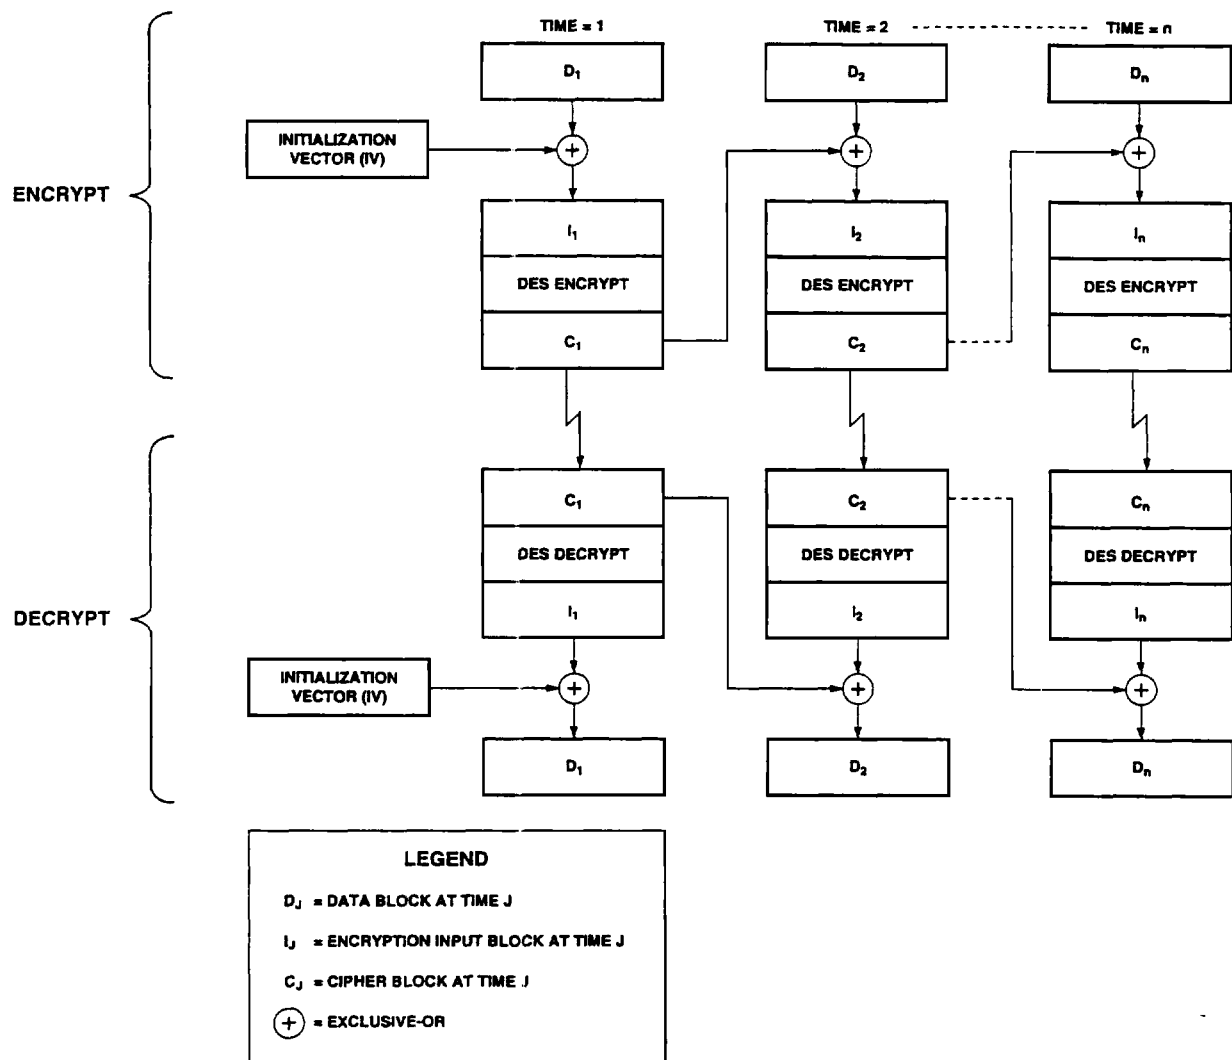 TIME = 1 TIME = 2 TIME = n
D₁ D₂ Dₙ
INITIALIZATION
VECTOR (IV)
+ + +
ENCRYPT
I₁ I₂ Iₙ
DES ENCRYPT DES ENCRYPT DES ENCRYPT
C₁ C₂ Cₙ
C₁ C₂ Cₙ
DES DECRYPT DES DECRYPT DES DECRYPT
I₁ I₂ Iₙ
DECRYPT
INITIALIZATION
VECTOR (IV)
+ + +
D₁ D₂ Dₙ
LEGEND
D_J = DATA BLOCK AT TIME J
I_J = ENCRYPTION INPUT BLOCK AT TIME J
C_J = CIPHER BLOCK AT TIME J
+ = EXCLUSIVE-OR